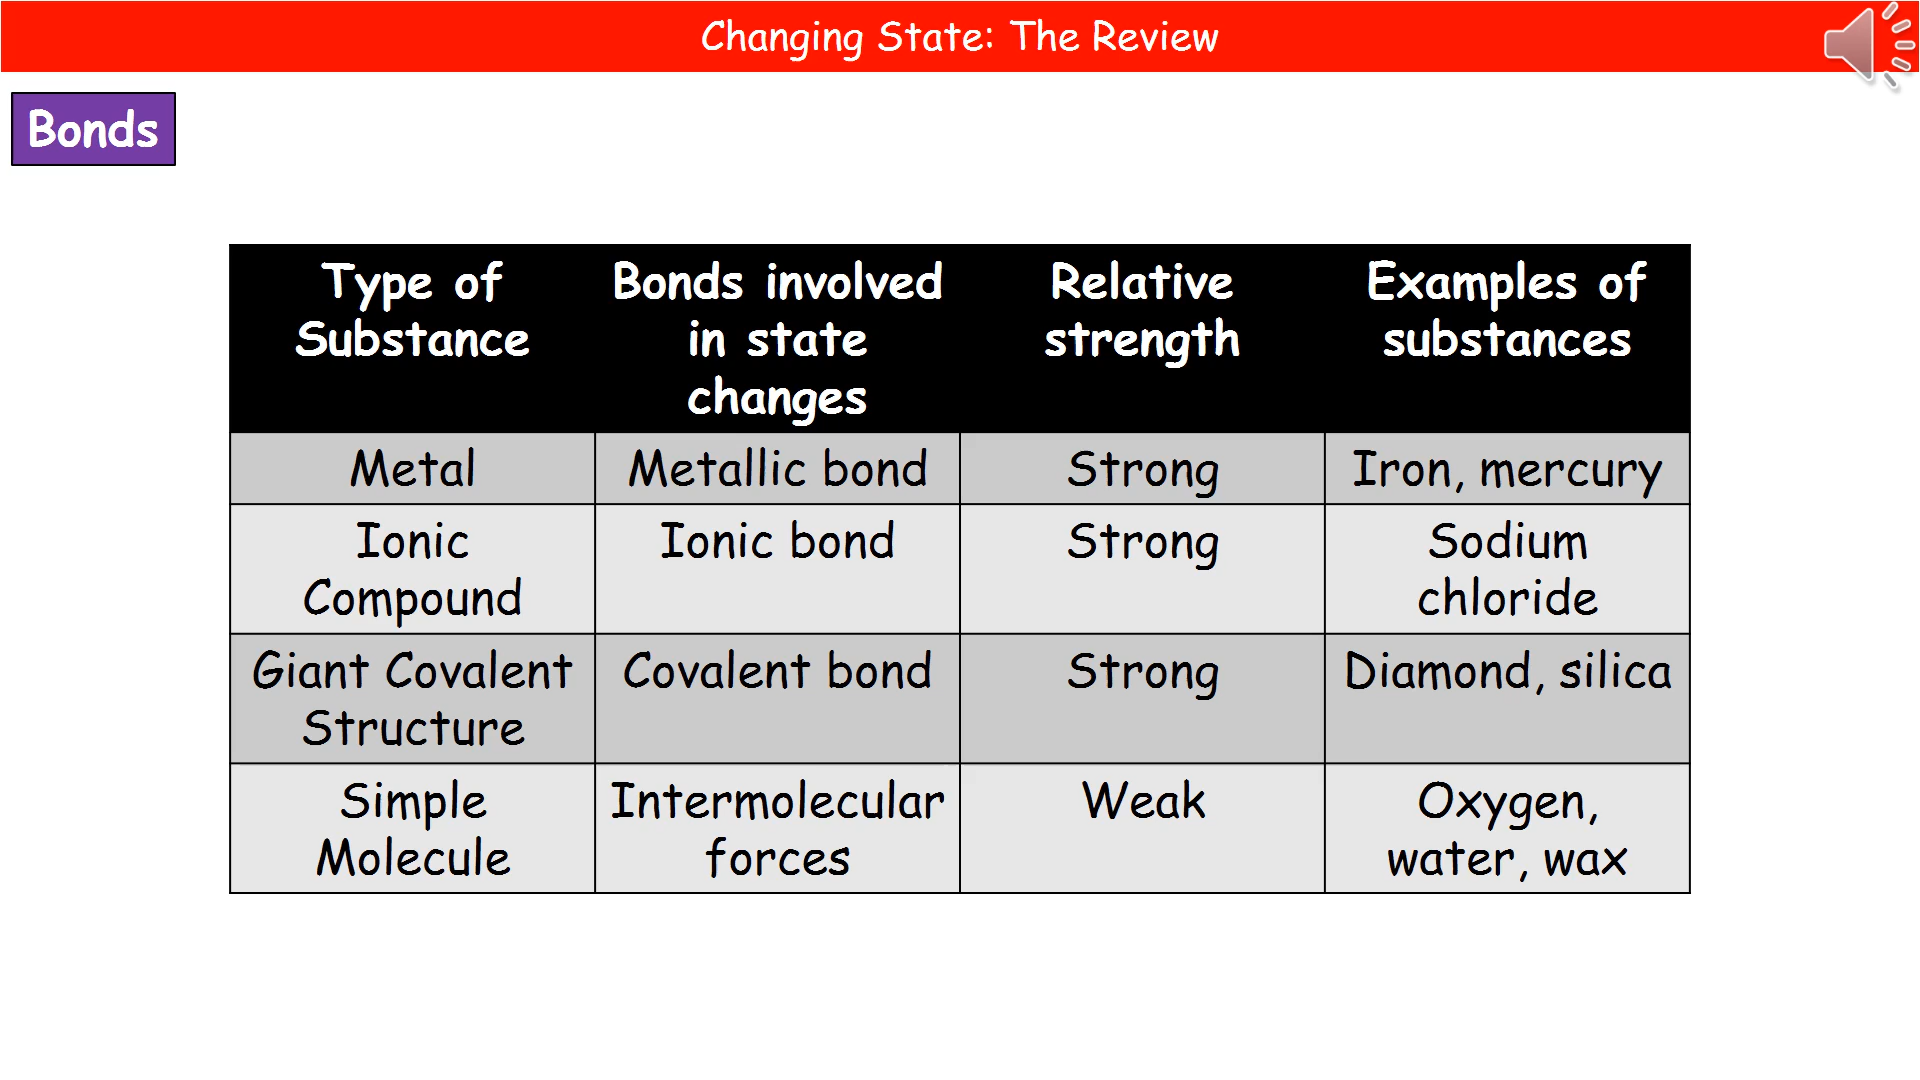 Changing State: The Review
Bonds
Type of
Substance
Bonds involved
in state
changes
Relative
strength
Examples of
substances
Metal
Metallic bond
Strong
Iron, mercury
Ionic
Compound
Ionic bond
Strong
Sodium
chloride
Giant Covalent
Structure
Covalent bond
Strong
Diamond, silica
Simple
Molecule
Intermolecular
forces
Weak
Oxygen,
water, wax